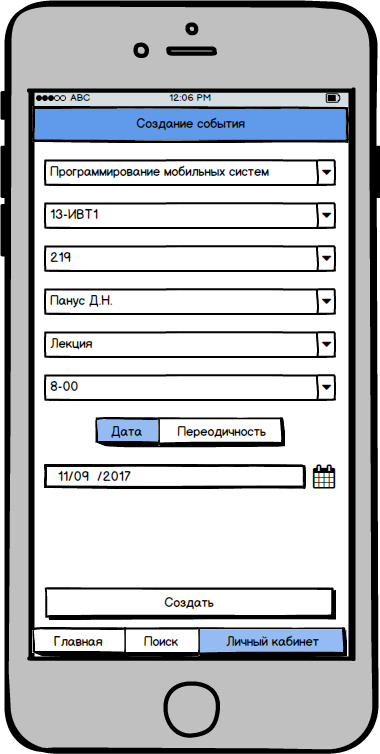 ABC 12:06 PM
Создание события
Программирование мобильных систем
13-ИВТ1
219
Панус Д.Н.
Лекция
8-00
Дата Переодичность
11/09 /2017
Создать
Главная Поиск Личный кабинет